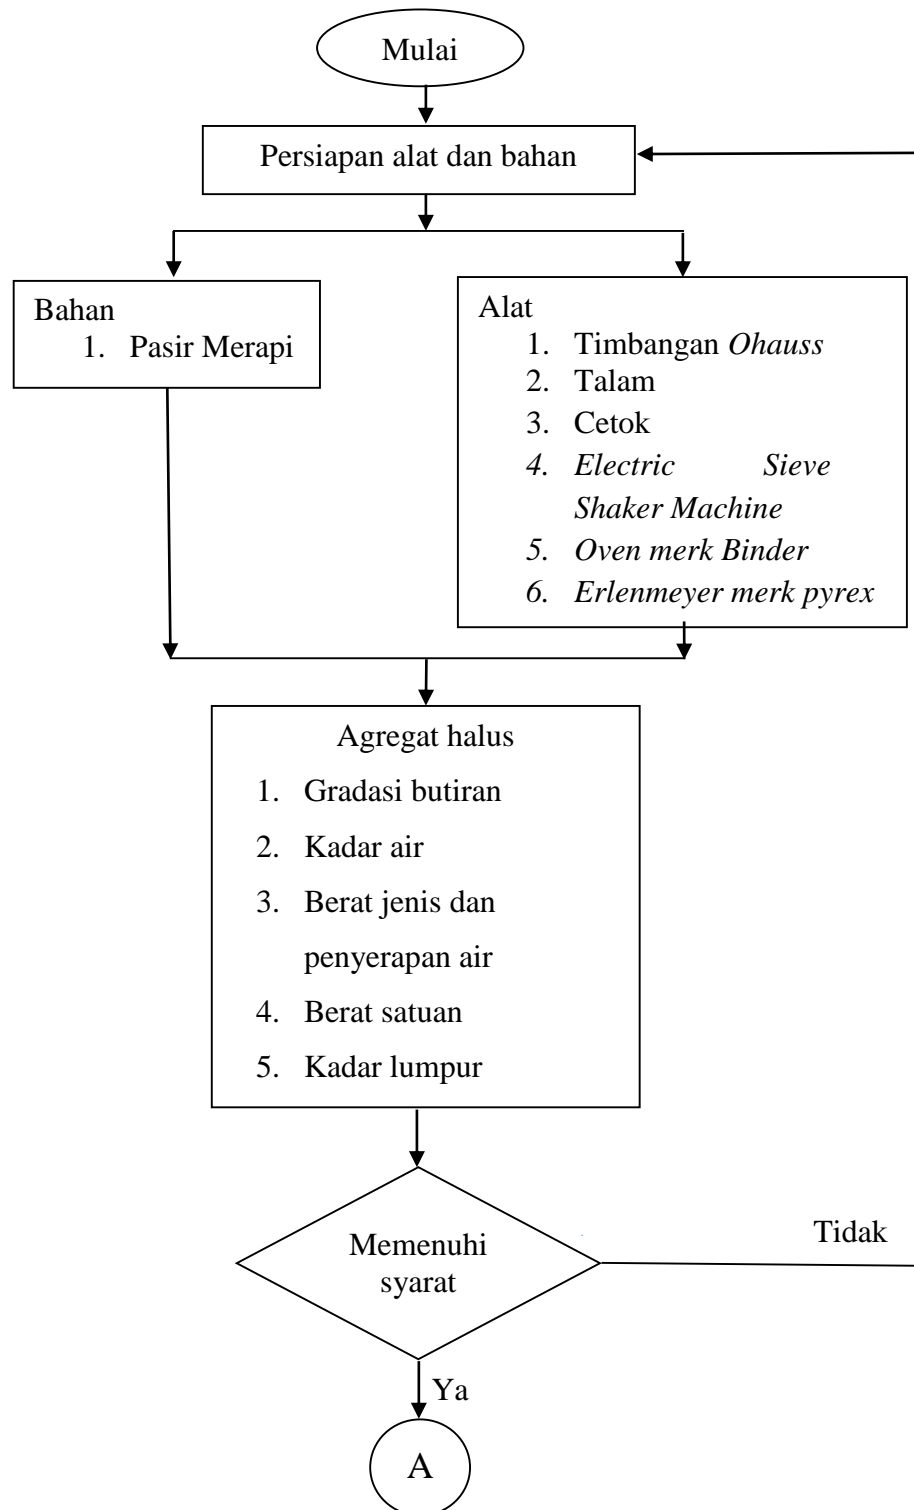 Mulai
Persiapan alat dan bahan
Bahan
1. Pasir Merapi
Alat
1. Timbangan Ohauss
2. Talam
3. Cetok
4. Electric Sieve
Shaker Machine
5. Oven merk Binder
6. Erlenmeyer merk pyrex
Agregat halus
1. Gradasi butiran
2. Kadar air
3. Berat jenis dan
penyerapan air
4. Berat satuan
5. Kadar lumpur
Memenuhi
syarat
Tidak
Ya
A